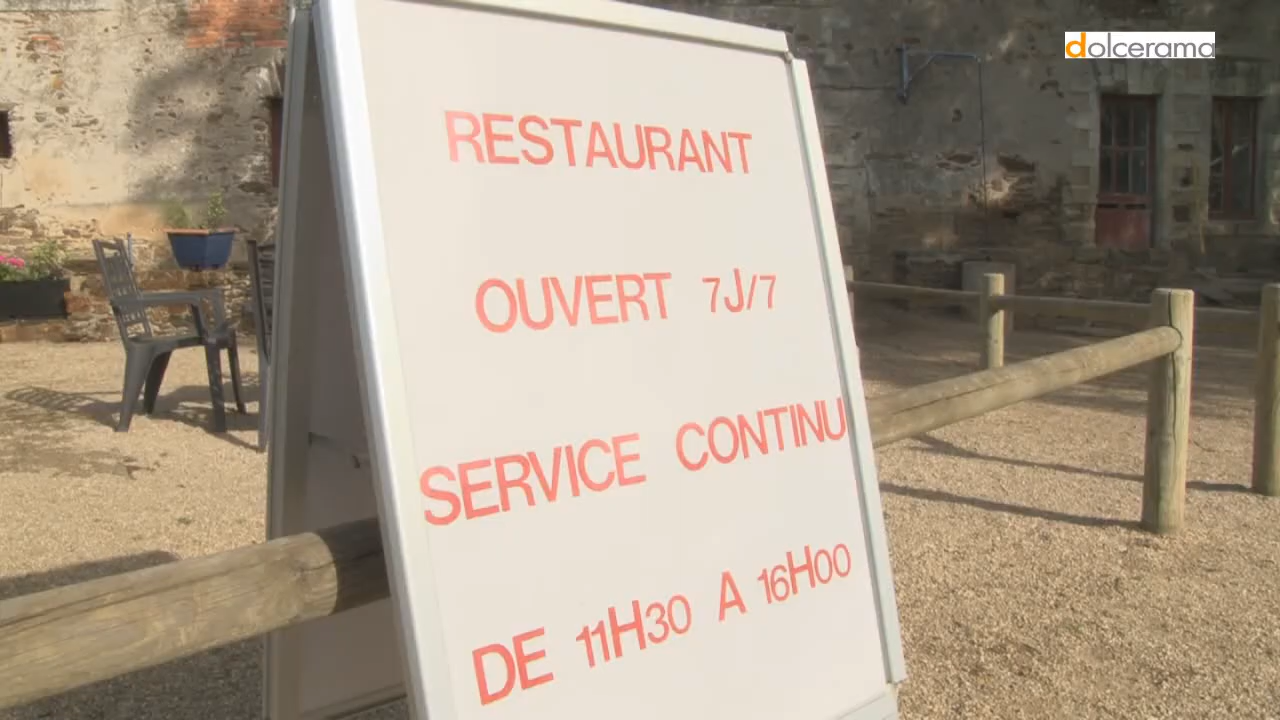 dolcerama
RESTAURANT
OUVERT 7J/7
SERVICE CONTINU
DE 11H30 A 16H00